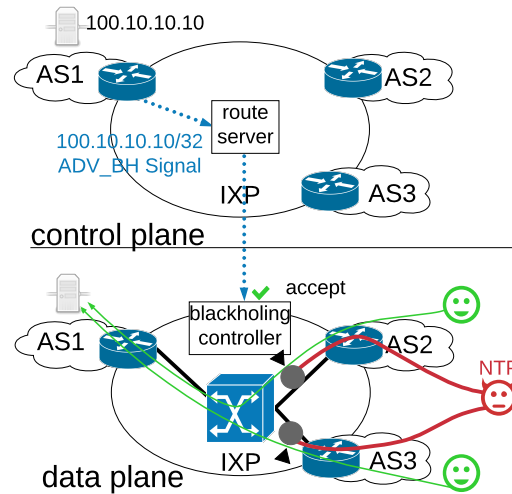 100.10.10.10
AS1
AS2
route
server
100.10.10.10/32
ADV_BH Signal
IXP
AS3
control plane
accept
blackholing
controller
AS1
AS2
NTP
IXP
AS3
data plane